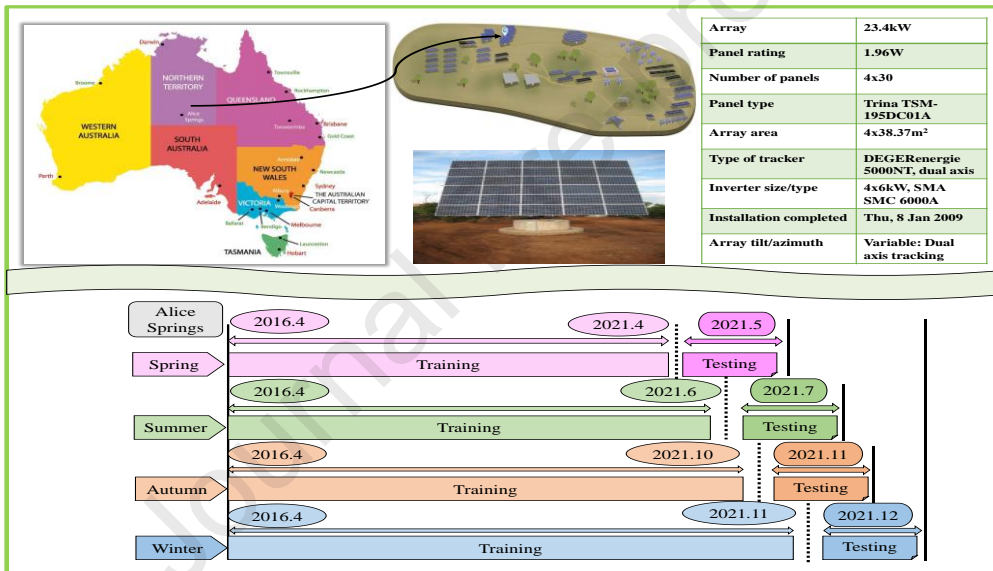 Darwin
Broome
NORTHERN
TERRITORY
Alice
Springs
Townsville
Rockhampton
QUEENSLAND
Toowoomba
Brisbane
Gold Coast
WESTERN
AUSTRALIA
SOUTH
AUSTRALIA
Perth
Armidale
Newcastle
NEW SOUTH
WALES
Sydney
Albury
THE AUSTRALIAN
CAPITAL TERRITORY
Canberra
Adelaide
VICTORIA
Ballarat
Bendigo
Melbourne
TASMANIA
Launceston
Hobart
Array 23.4kW
Panel rating 1.96W
Number of panels 4x30
Panel type Trina TSM-
195DC01A
Array area 4x38.37m²
Type of tracker DEGERenergie
5000NT, dual axis
Inverter size/type 4x6kW, SMA
SMC 6000A
Installation completed Thu, 8 Jan 2009
Array tilt/azimuth Variable: Dual
axis tracking
Alice
Springs
2016.4 2021.4 2021.5
Spring Training Testing
2016.4 2021.6 2021.7
Summer Training Testing
2016.4 2021.10 2021.11
Autumn Training Testing
2016.4 2021.11 2021.12
Winter Training Testing
Journal